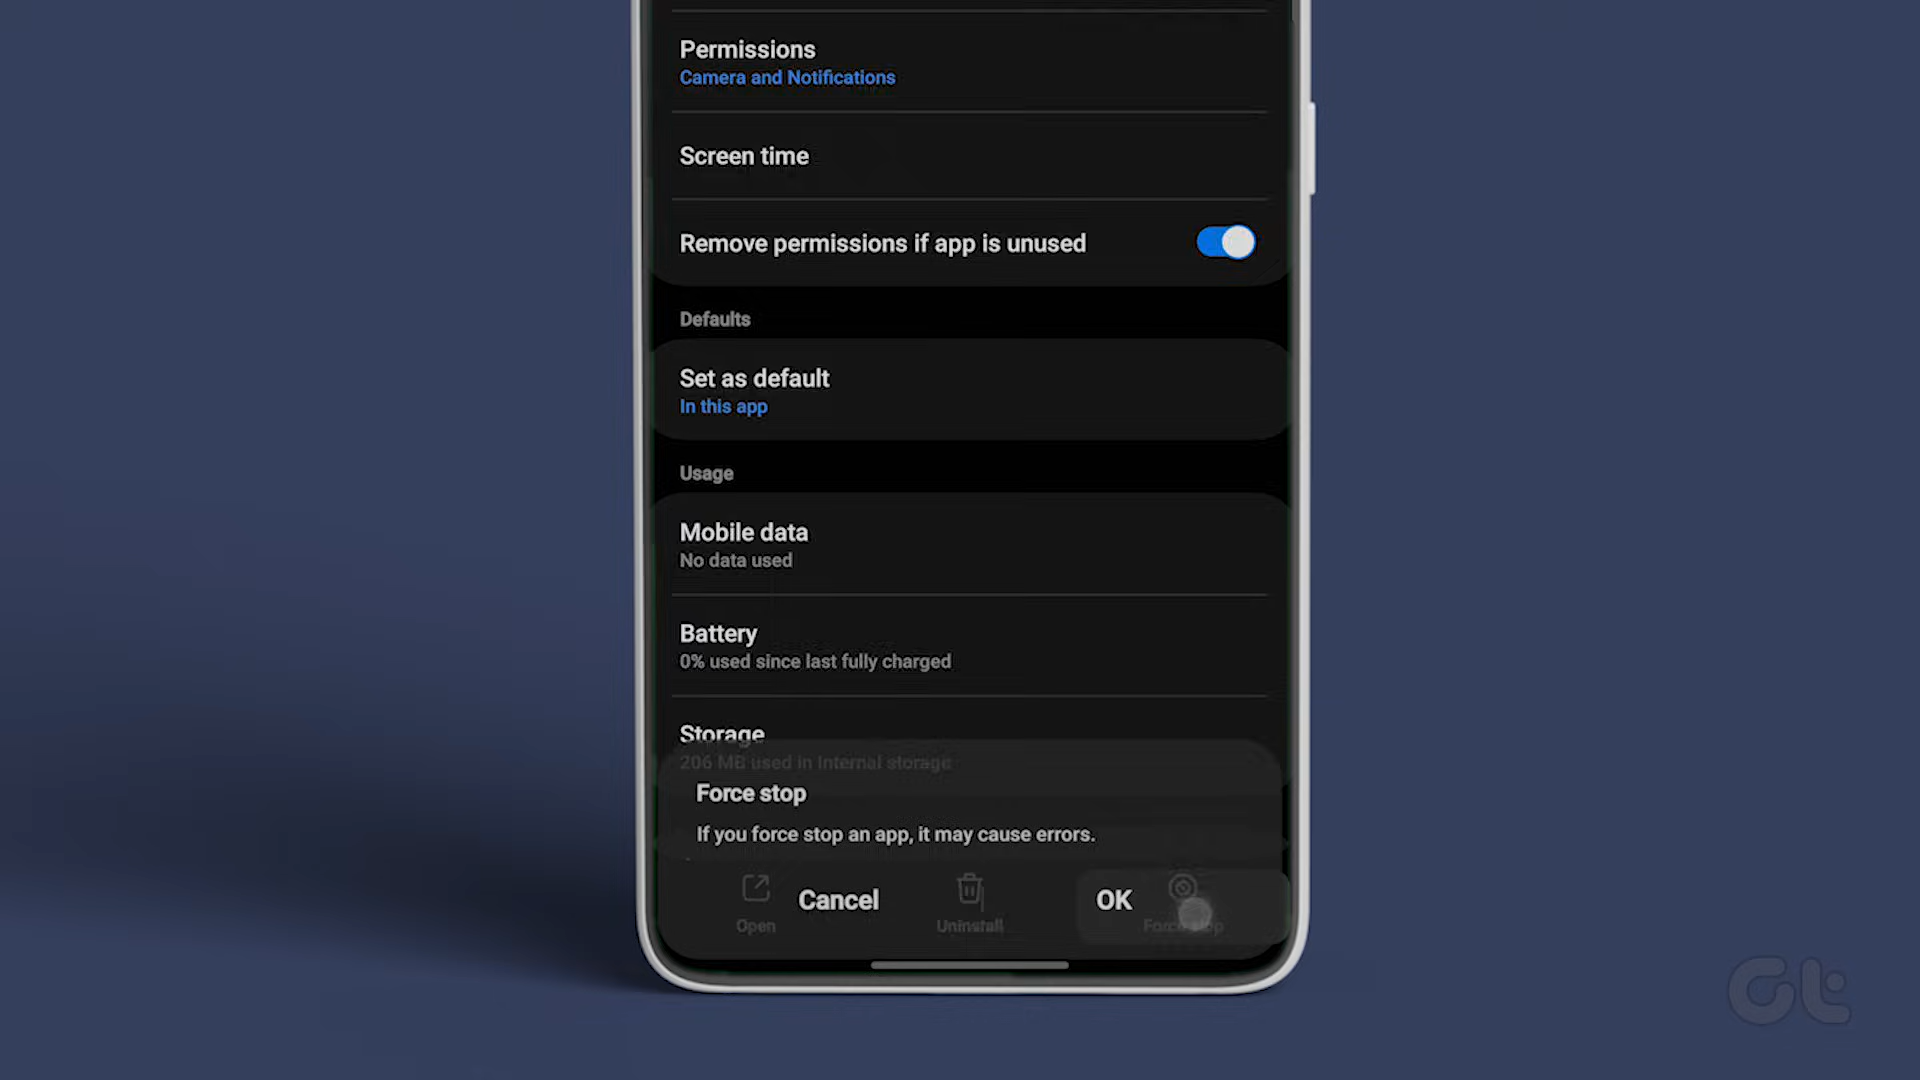 Permissions
Camera and Notifications
Screen time
Remove permissions if app is unused
Defaults
Set as default
In this app
Usage
Mobile data
No data used
Battery
0% used since last fully charged
Storage
206 MB used in Internal storage
Force stop
If you force stop an app, it may cause errors.
Cancel
OK
Open
Uninstall
Force stop
Gt